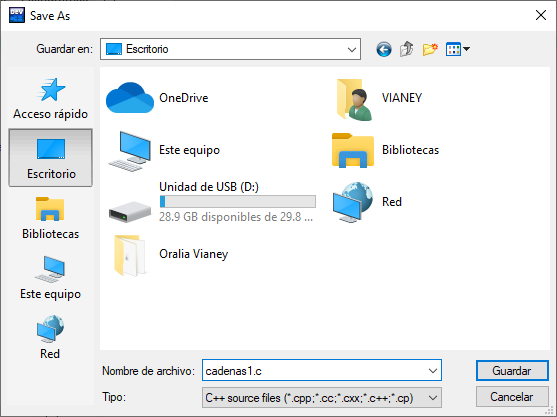 DEV
Save As
Guardar en:
Escritorio
Acceso rápido
Escritorio
Bibliotecas
Este equipo
Red
OneDrive
VIANEY
Este equipo
Bibliotecas
Unidad de USB (D:)
28.9 GB disponibles de 29.8 ...
Red
Oralia Vianey
Nombre de archivo:
cadenas1.c
Guardar
Tipo:
C++ source files (*.cpp;*.cc;*.cxx;*.c++;*.cp)
Cancelar